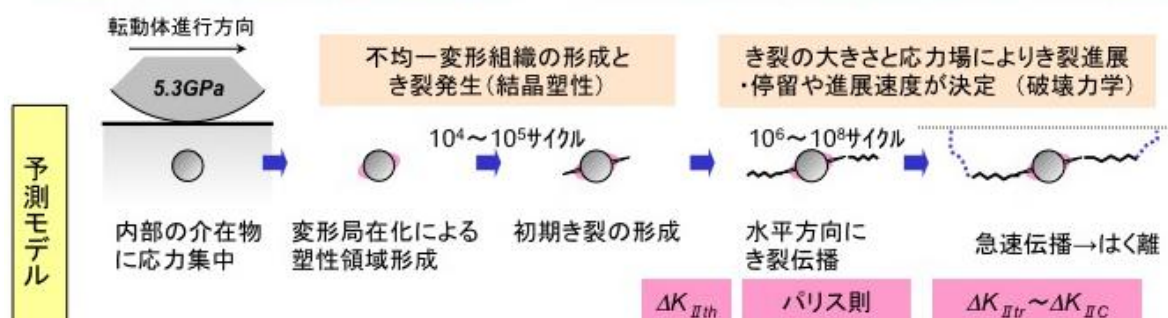 転動体進行方向
5.3GPa
不均一変形組織の形成と
き裂発生(結晶塑性)
き裂の大きさと応力場によりき裂進展
・停留や進展速度が決定 (破壊力学)
予測モデル
10⁴～10⁵サイクル
10⁶～10⁸サイクル
内部の介在物
に応力集中
変形局在化による
塑性領域形成
初期き裂の形成
水平方向に
き裂伝播
急速伝播→はく離
ΔK_Ⅱth
パリス則
ΔK_Ⅱtr～ΔK_ⅡC